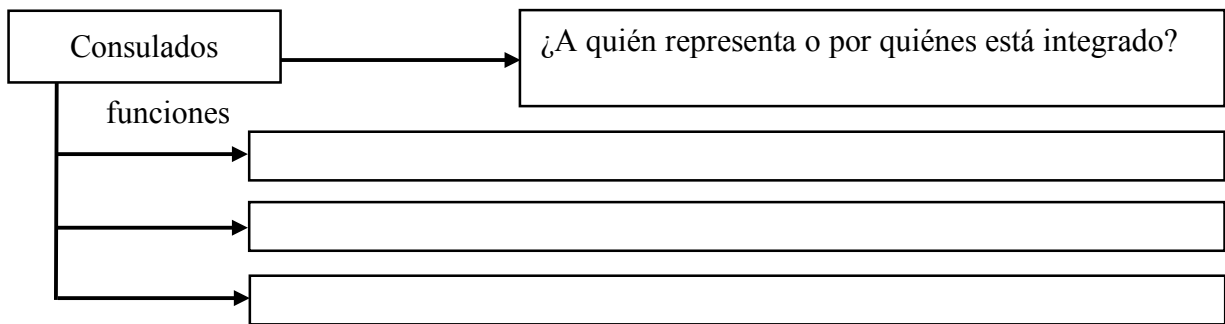 Consulados
¿A quién representa o por quiénes está integrado?
funciones